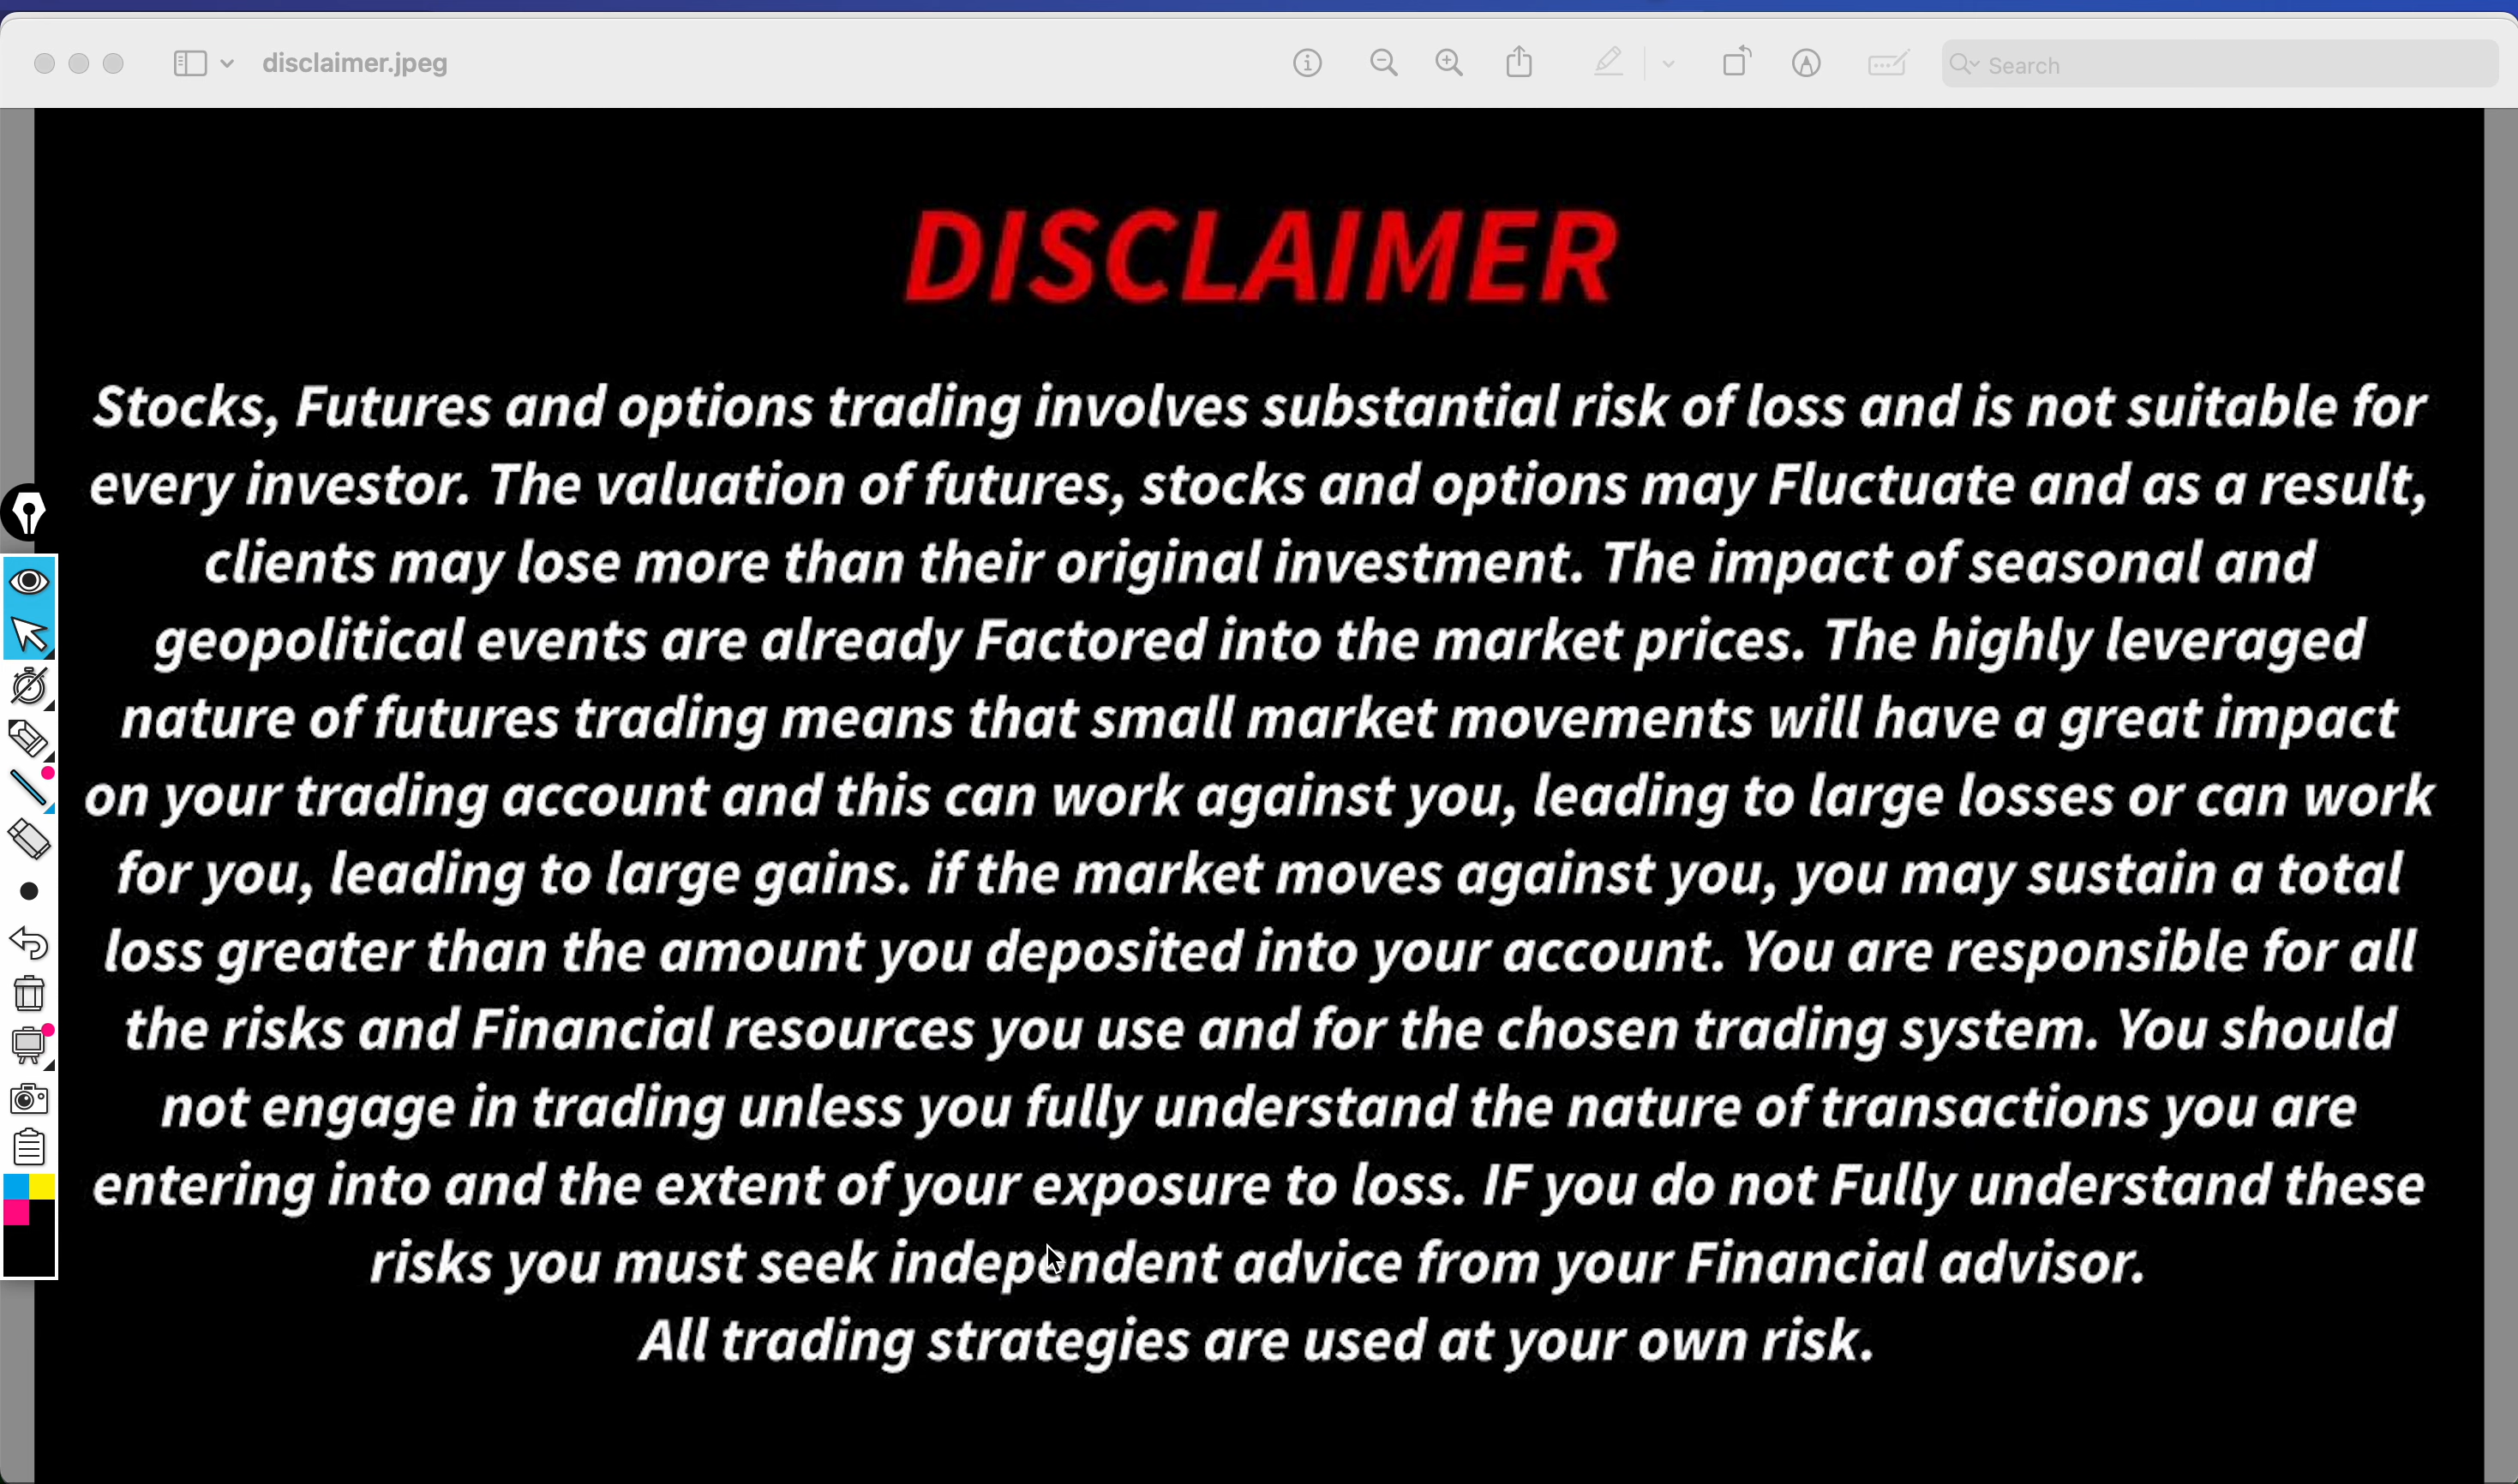 disclaimer.jpeg
Search
DISCLAIMER
Stocks, Futures and options trading involves substantial risk of loss and is not suitable for
every investor. The valuation of futures, stocks and options may Fluctuate and as a result,
clients may lose more than their original investment. The impact of seasonal and
geopolitical events are already Factored into the market prices. The highly leveraged
nature of futures trading means that small market movements will have a great impact
on your trading account and this can work against you, leading to large losses or can work
for you, leading to large gains. if the market moves against you, you may sustain a total
loss greater than the amount you deposited into your account. You are responsible for all
the risks and Financial resources you use and for the chosen trading system. You should
not engage in trading unless you fully understand the nature of transactions you are
entering into and the extent of your exposure to loss. IF you do not Fully understand these
risks you must seek independent advice from your Financial advisor.
All trading strategies are used at your own risk.